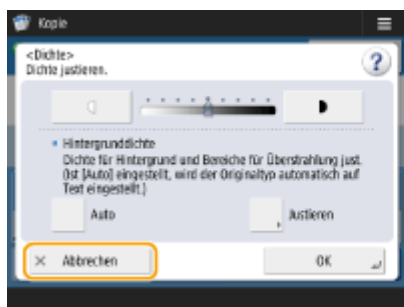 Kopie
<Dichte>
Dichte justieren.
?
Hintergrunddichte
Dichte für Hintergrund und Bereiche für Überstrahlung just.
(Ist [Auto] eingestellt, wird der Originaltyp automatisch auf
Text eingestellt.)
Auto
Justieren
Abbrechen
OK